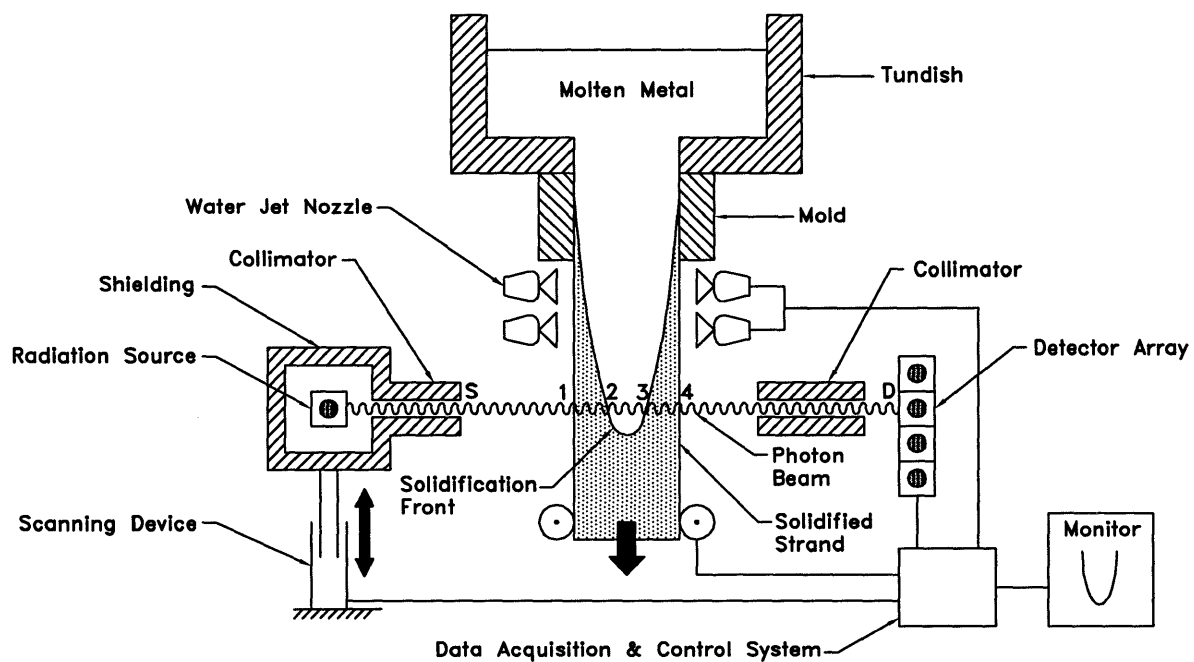 Molten Metal
Tundish
Water Jet Nozzle
Mold
Collimator
Collimator
Shielding
Radiation Source
Detector Array
S
1
2
3
4
D
Photon
Beam
Solidification
Front
Solidified
Strand
Scanning Device
Monitor
Data Acquisition & Control System